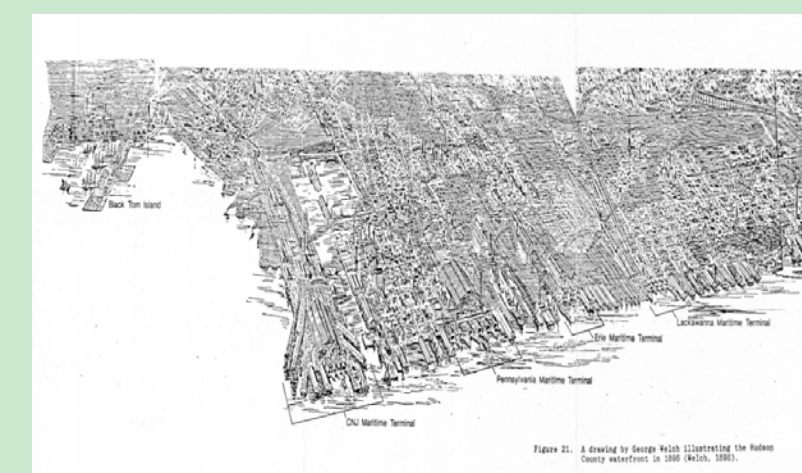 Black Tom Island
Lackawanna Maritime Terminal
Erie Maritime Terminal
Pennsylvania Maritime Terminal
CNJ Maritime Terminal
Figure 21. A drawing by George Welch illustrating the Hudson
County waterfront in 1896 (Welch, 1896).